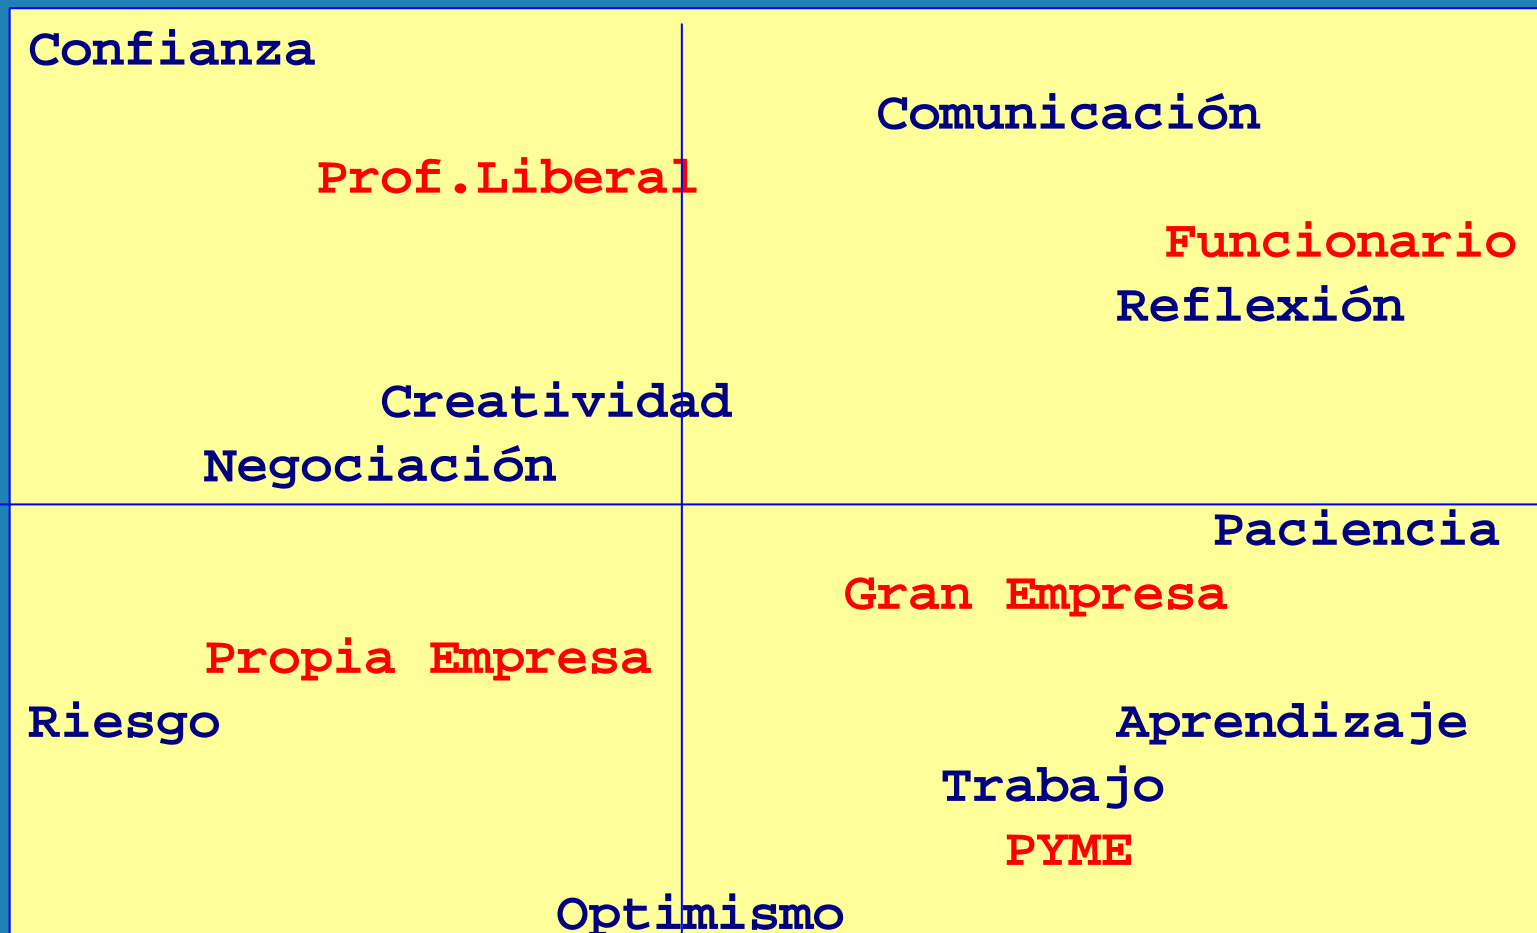 Confianza
Comunicación
Prof.Liberal
Funcionario
Reflexión
Creatividad
Negociación
Paciencia
Gran Empresa
Propia Empresa
Riesgo
Aprendizaje
Trabajo
PYME
Optimismo